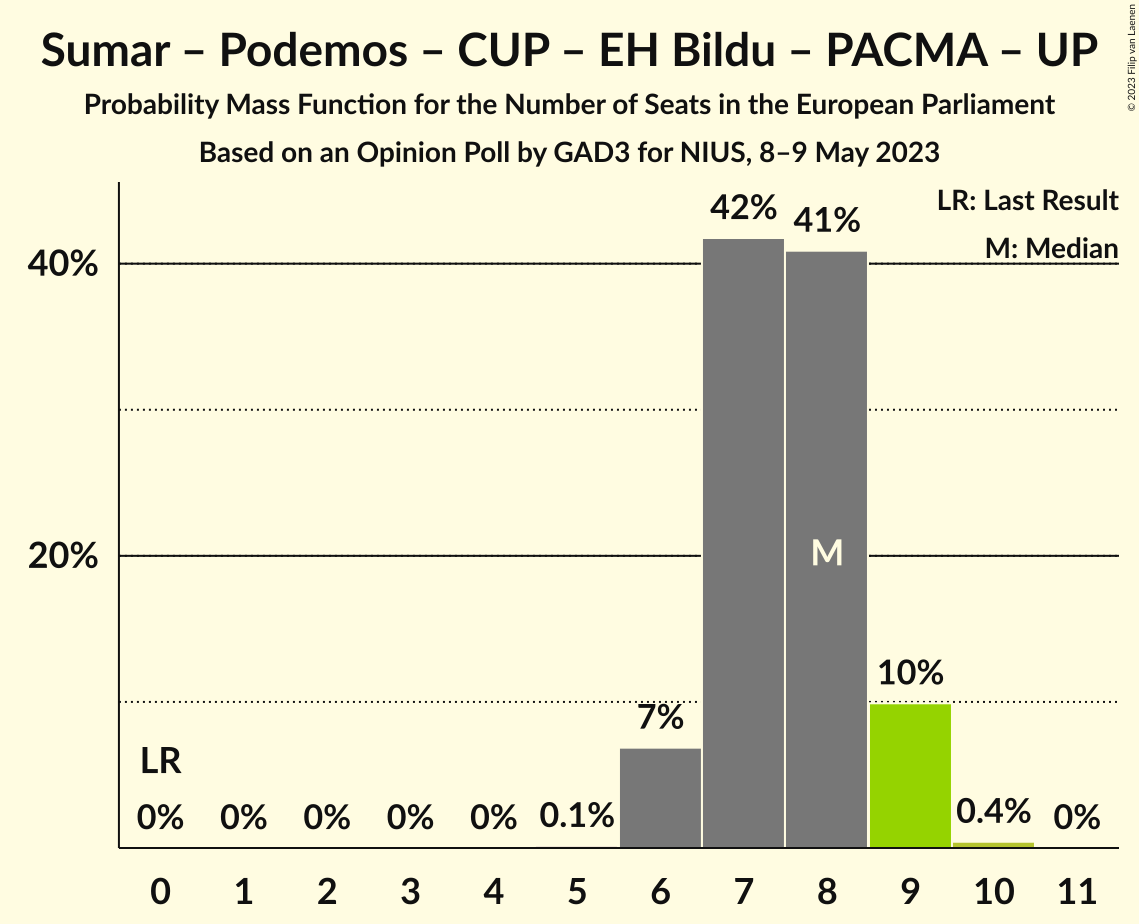 Sumar – Podemos – CUP – EH Bildu – PACMA – UP
Probability Mass Function for the Number of Seats in the European Parliament
Based on an Opinion Poll by GAD3 for NIUS, 8–9 May 2023
© 2023 Filip van Laenen
LR: Last Result
M: Median
40%
20%
42%
41%
M
10%
7%
LR
0%
0%
0%
0%
0%
0.1%
0.4%
0%
0 1 2 3 4 5 6 7 8 9 10 11